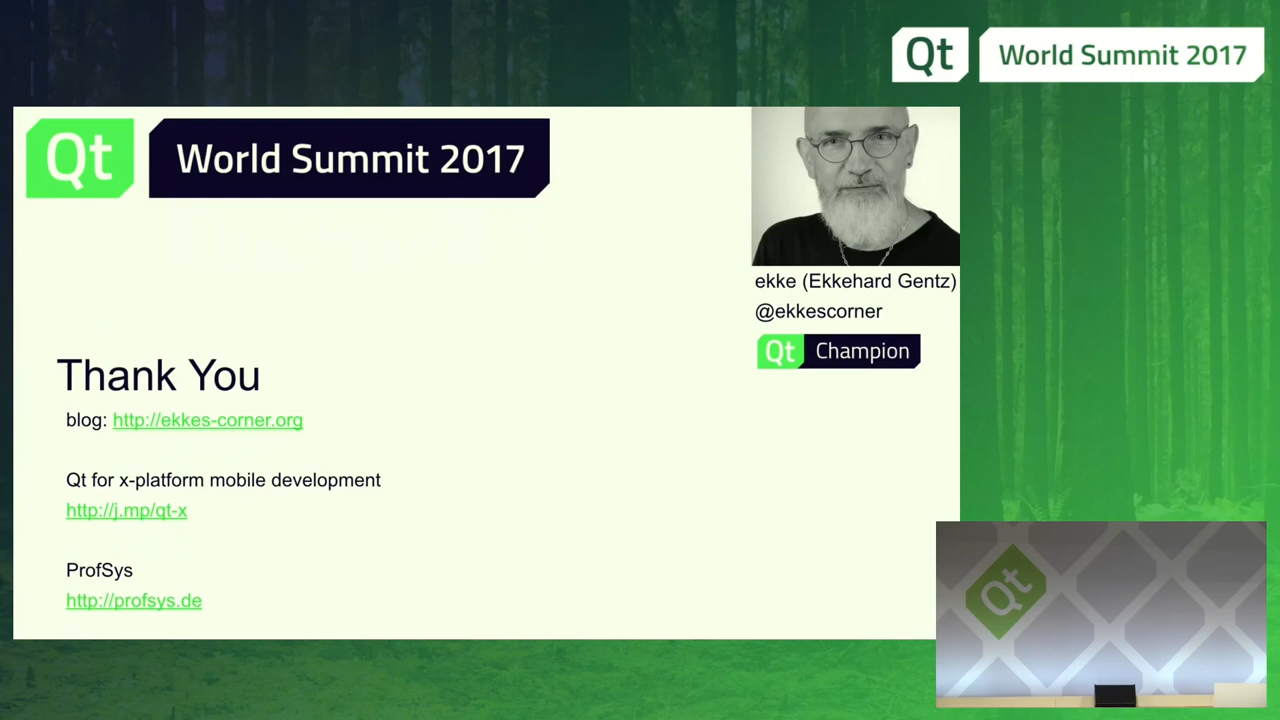 Qt World Summit 2017
Qt World Summit 2017
ekke (Ekkehard Gentz)
@ekkescorner
Qt Champion
Thank You
blog: http://ekkes-corner.org
Qt for x-platform mobile development
http://j.mp/qt-x
ProfSys
http://profsys.de
Qt